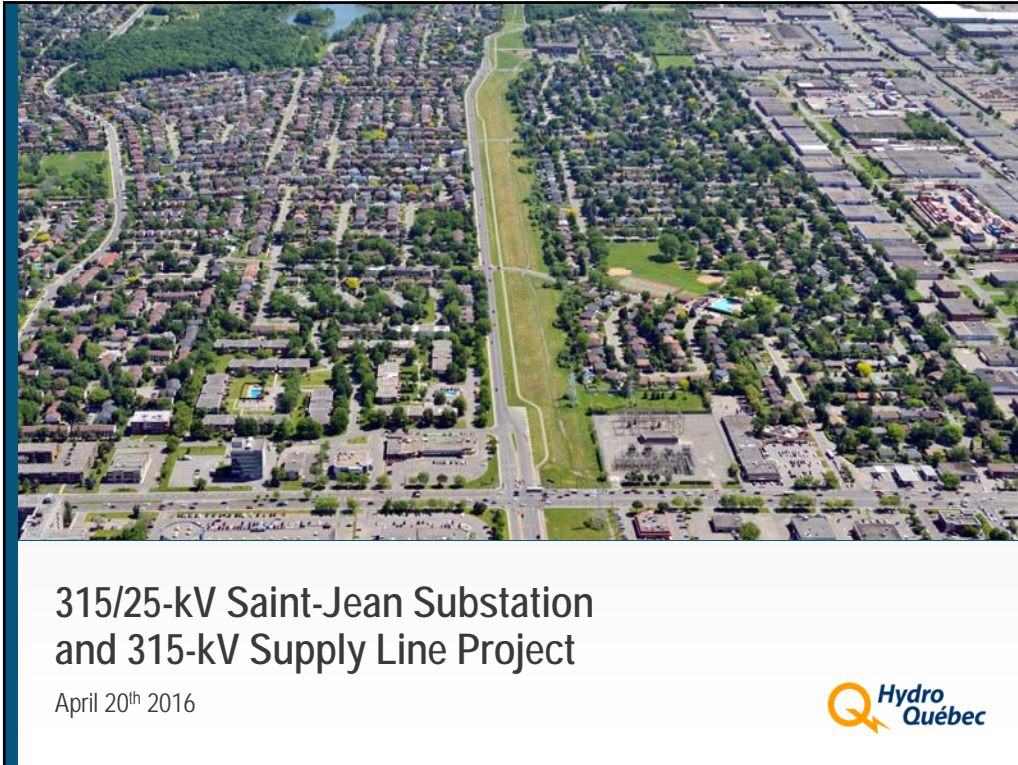 315/25-kV Saint-Jean Substation
and 315-kV Supply Line Project
April 20th 2016
Hydro
Québec